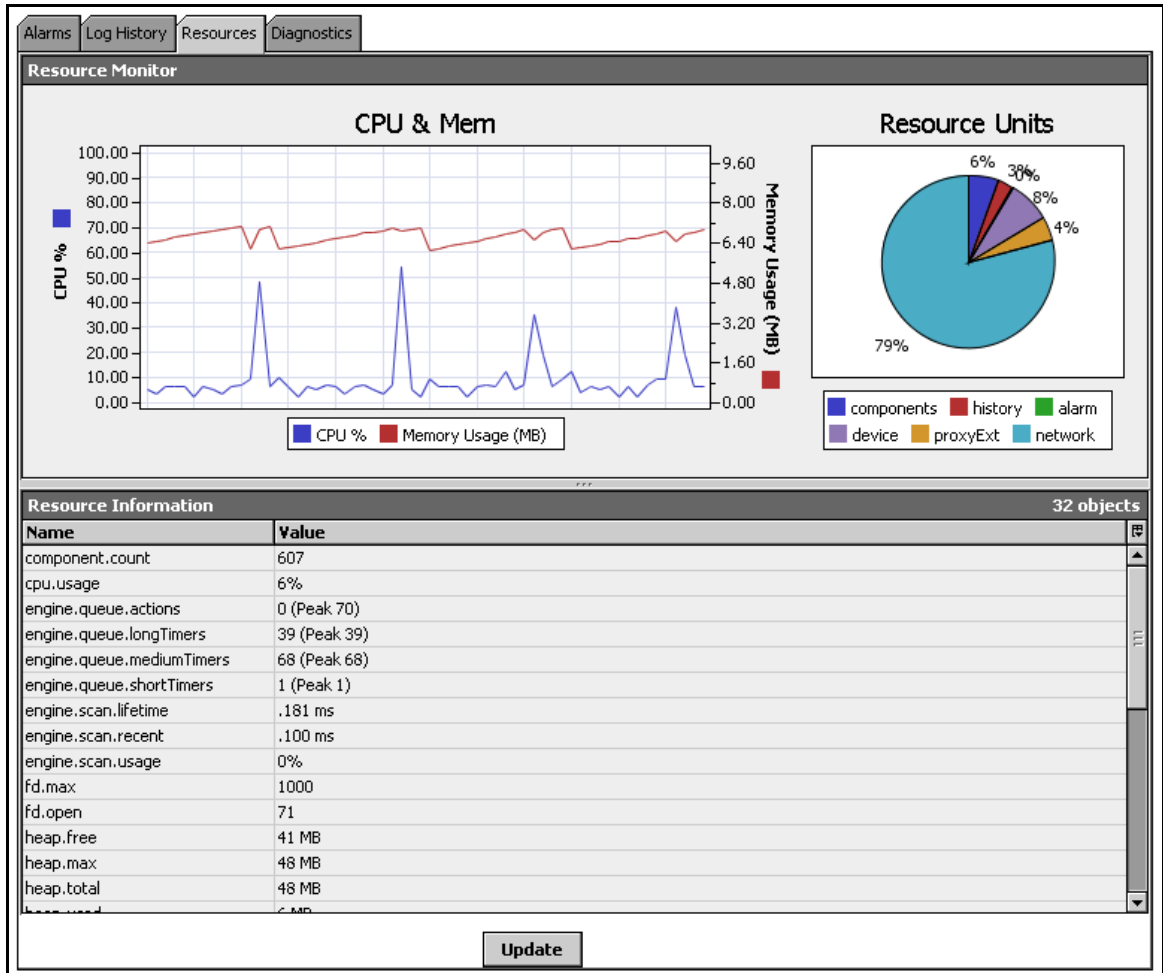 Alarms Log History Resources Diagnostics
Resource Monitor
CPU & Mem
100.00
90.00
80.00
70.00
60.00
50.00
40.00
30.00
20.00
10.00
0.00
CPU %
9.60
8.00
6.40
4.80
3.20
1.60
0.00
Memory Usage (MB)
CPU % Memory Usage (MB)
Resource Units
6%
3%
0%
8%
4%
79%
components history alarm
device proxyExt network
Resource Information 32 objects
Name Value
component.count 607
cpu.usage 6%
engine.queue.actions 0 (Peak 70)
engine.queue.longTimers 39 (Peak 39)
engine.queue.mediumTimers 68 (Peak 68)
engine.queue.shortTimers 1 (Peak 1)
engine.scan.lifetime .181 ms
engine.scan.recent .100 ms
engine.scan.usage 0%
fd.max 1000
fd.open 71
heap.free 41 MB
heap.max 48 MB
heap.total 48 MB
Update